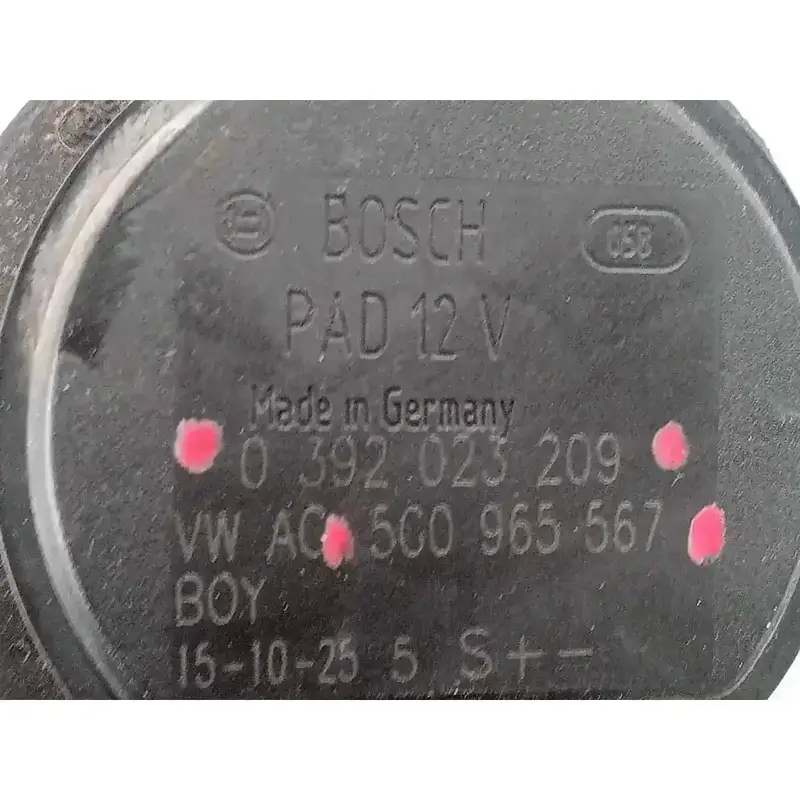 BOSCH
058
PAD 12 V
Made in Germany
0 392 023 209
VW AG 5G0 965 567
BOY
15-10-25 5 S+-